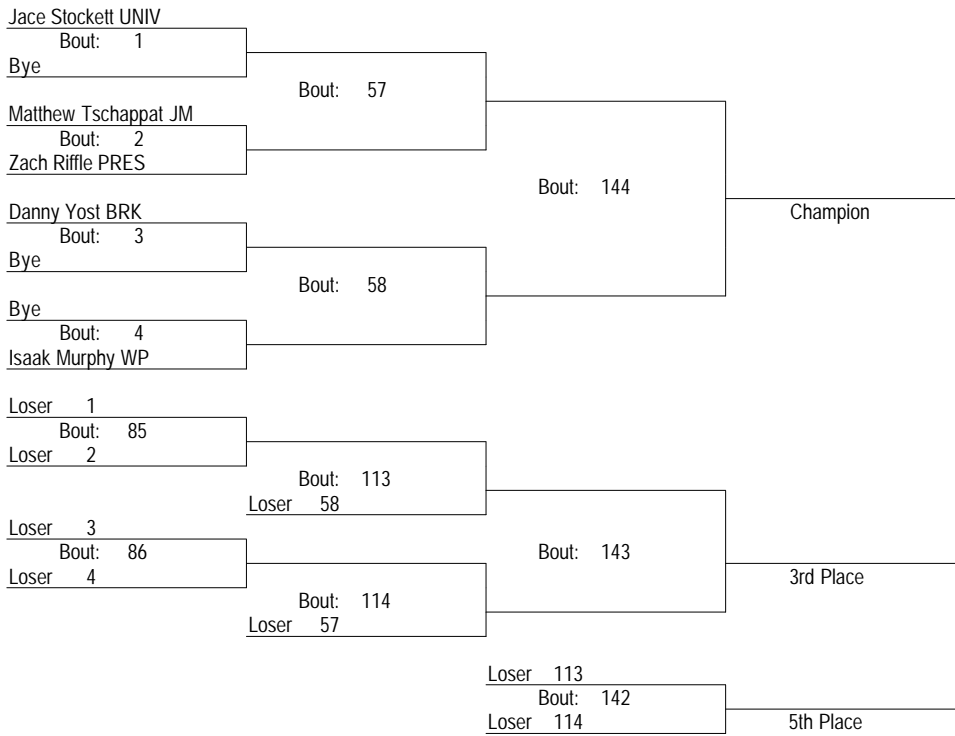 Jace Stockett UNIV
Bout: 1
Bye
Bout: 57
Matthew Tschappat JM
Bout: 2
Zach Riffle PRES
Bout: 144
Champion
Danny Yost BRK
Bout: 3
Bye
Bout: 58
Bye
Bout: 4
Isaak Murphy WP
Loser 1
Bout: 85
Loser 2
Bout: 113
Loser 58
Loser 3
Bout: 86
Loser 4
Bout: 143
3rd Place
Bout: 114
Loser 57
Loser 113
Bout: 142
Loser 114
5th Place